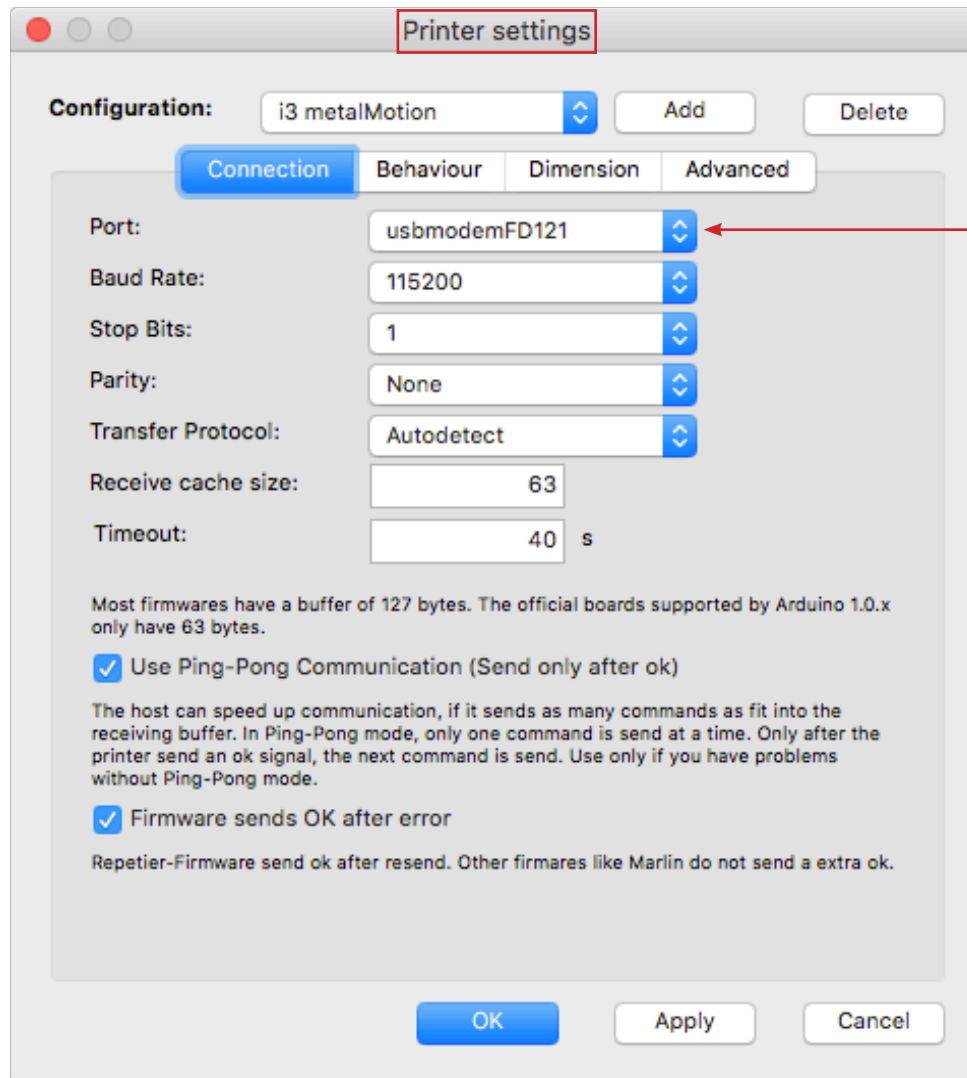 Printer settings
Configuration: i3 metalMotion Add Delete
Connection Behaviour Dimension Advanced
Port: usbmodemFD121
Baud Rate: 115200
Stop Bits: 1
Parity: None
Transfer Protocol: Autodetect
Receive cache size: 63
Timeout: 40 s
Most firmwares have a buffer of 127 bytes. The official boards supported by Arduino 1.0.x
only have 63 bytes.
Use Ping-Pong Communication (Send only after ok)
The host can speed up communication, if it sends as many commands as fit into the
receiving buffer. In Ping-Pong mode, only one command is send at a time. Only after the
printer send an ok signal, the next command is send. Use only if you have problems
without Ping-Pong mode.
Firmware sends OK after error
Repetier-Firmware send ok after resend. Other firmares like Marlin do not send a extra ok.
OK Apply Cancel